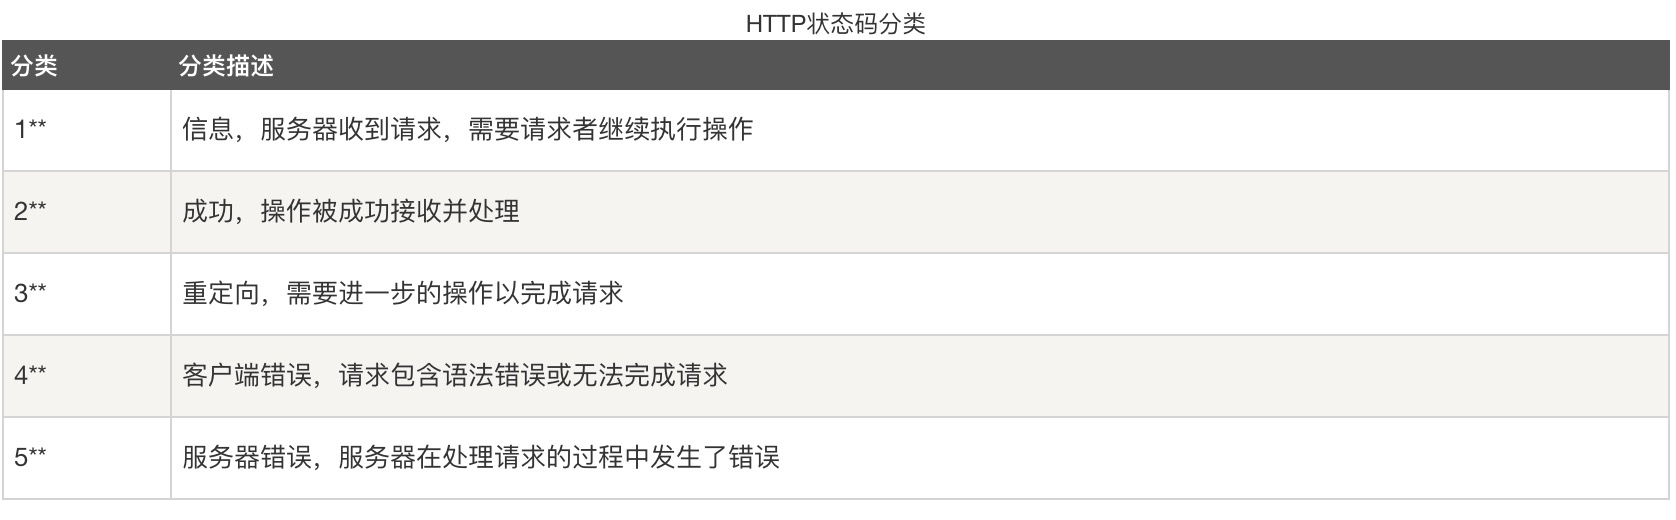 HTTP状态码分类
分类 分类描述
1** 信息，服务器收到请求，需要请求者继续执行操作
2** 成功，操作被成功接收并处理
3** 重定向，需要进一步的操作以完成请求
4** 客户端错误，请求包含语法错误或无法完成请求
5** 服务器错误，服务器在处理请求的过程中发生了错误